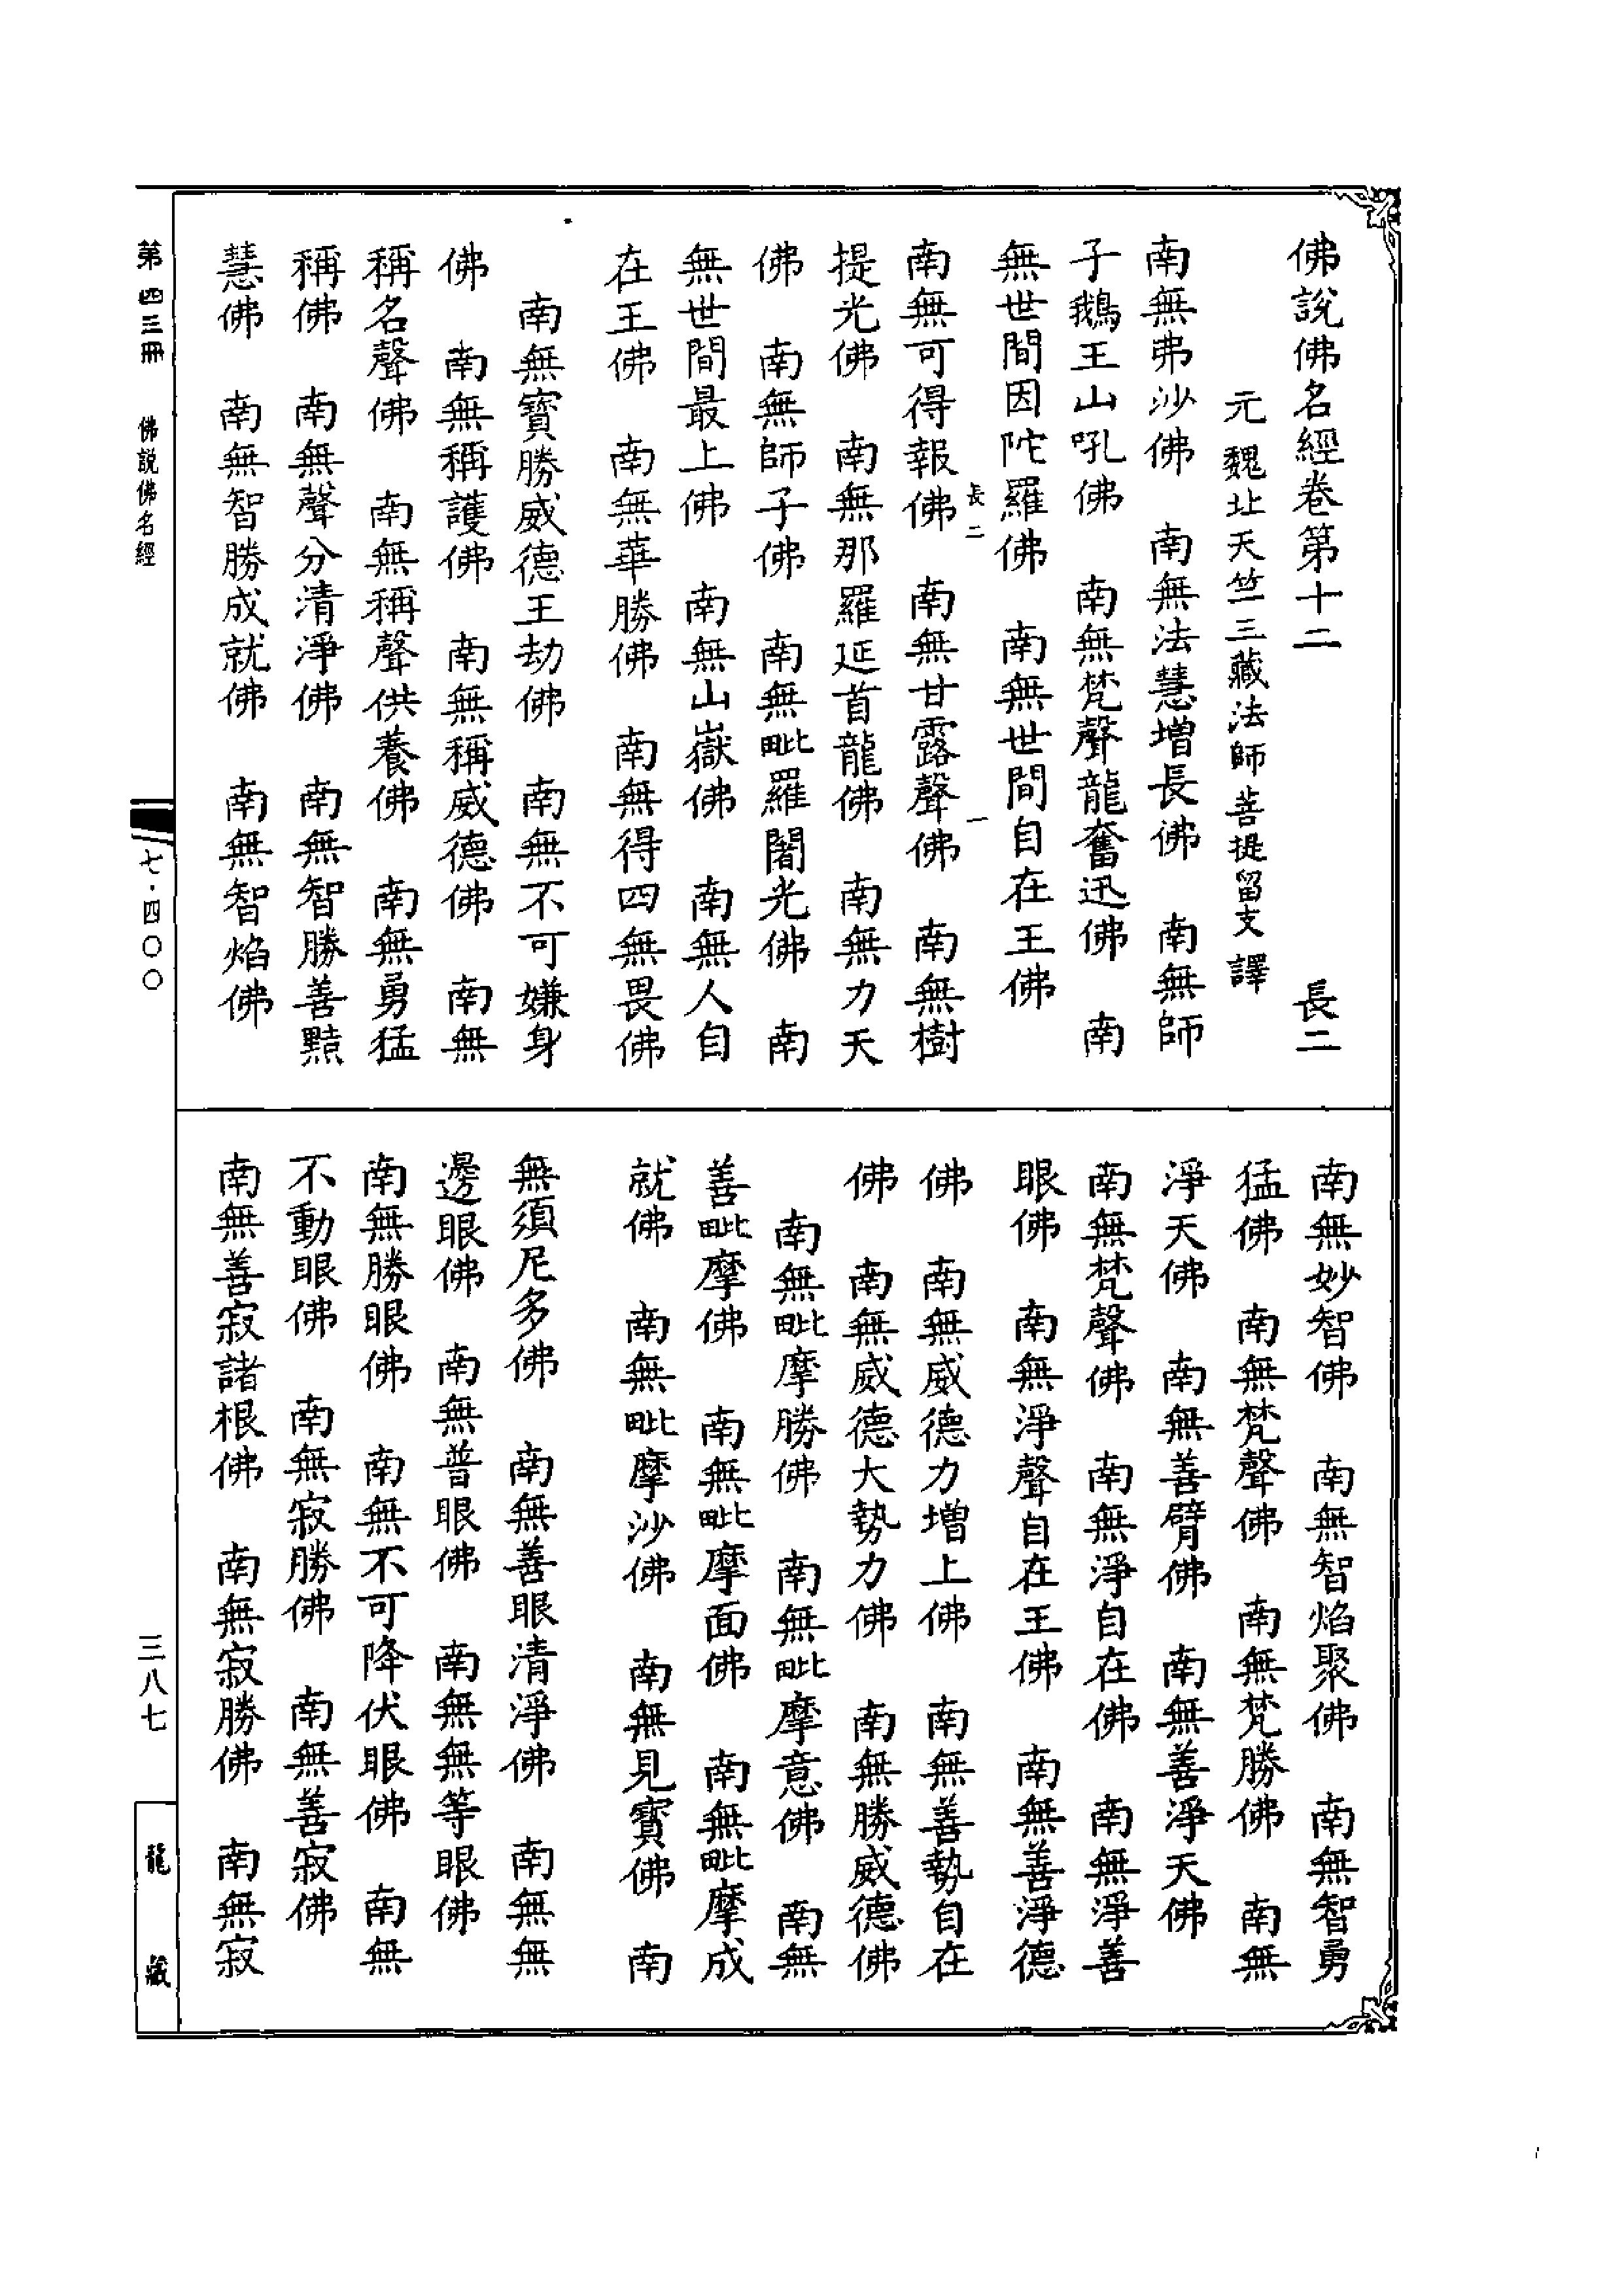 佛說佛名經卷第十二　長二
元魏北天竺三藏法師菩提留支譯
南無弗沙佛　南無法慧增長佛　南無師
子鵝王山吼佛　南無梵聲龍奮迅佛　南
無世間因陀羅佛　南無世間自在王佛
長二　一
南無可得報佛　南無甘露聲佛　南無樹
提光佛　南無那羅延首龍佛　南無力天
佛　南無師子佛　南無毗羅闍光佛　南
無世間最上佛　南無山嶽佛　南無人自
在王佛　南無華勝佛　南無得四無畏佛
南無寶勝威德王劫佛　南無不可嫌身
佛　南無稱護佛　南無稱威德佛　南無
稱名聲佛　南無稱聲供養佛　南無勇猛
稱佛　南無聲分清淨佛　南無智勝善黠
慧佛　南無智勝成就佛　南無智焰佛
南無妙智佛　南無智焰聚佛　南無智勇
猛佛　南無梵聲佛　南無梵勝佛　南無
淨天佛　南無善臂佛　南無善淨天佛
南無梵聲佛　南無淨自在佛　南無淨善
眼佛　南無淨聲自在王佛　南無善淨德
佛　南無威德力增上佛　南無善勢自在
佛　南無威德大勢力佛　南無勝威德佛
南無毗摩勝佛　南無毗摩意佛　南無
善毗摩佛　南無毗摩面佛　南無毗摩成
就佛　南無毗摩沙佛　南無見寶佛　南
無須尼多佛　南無善眼清淨佛　南無無
邊眼佛　南無普眼佛　南無無等眼佛
南無勝眼佛　南無不可降伏眼佛　南無
不動眼佛　南無寂勝佛　南無善寂佛
南無善寂諸根佛　南無寂勝佛　南無寂
第四三冊　佛說佛名經
七·四〇〇
三八七
龍藏